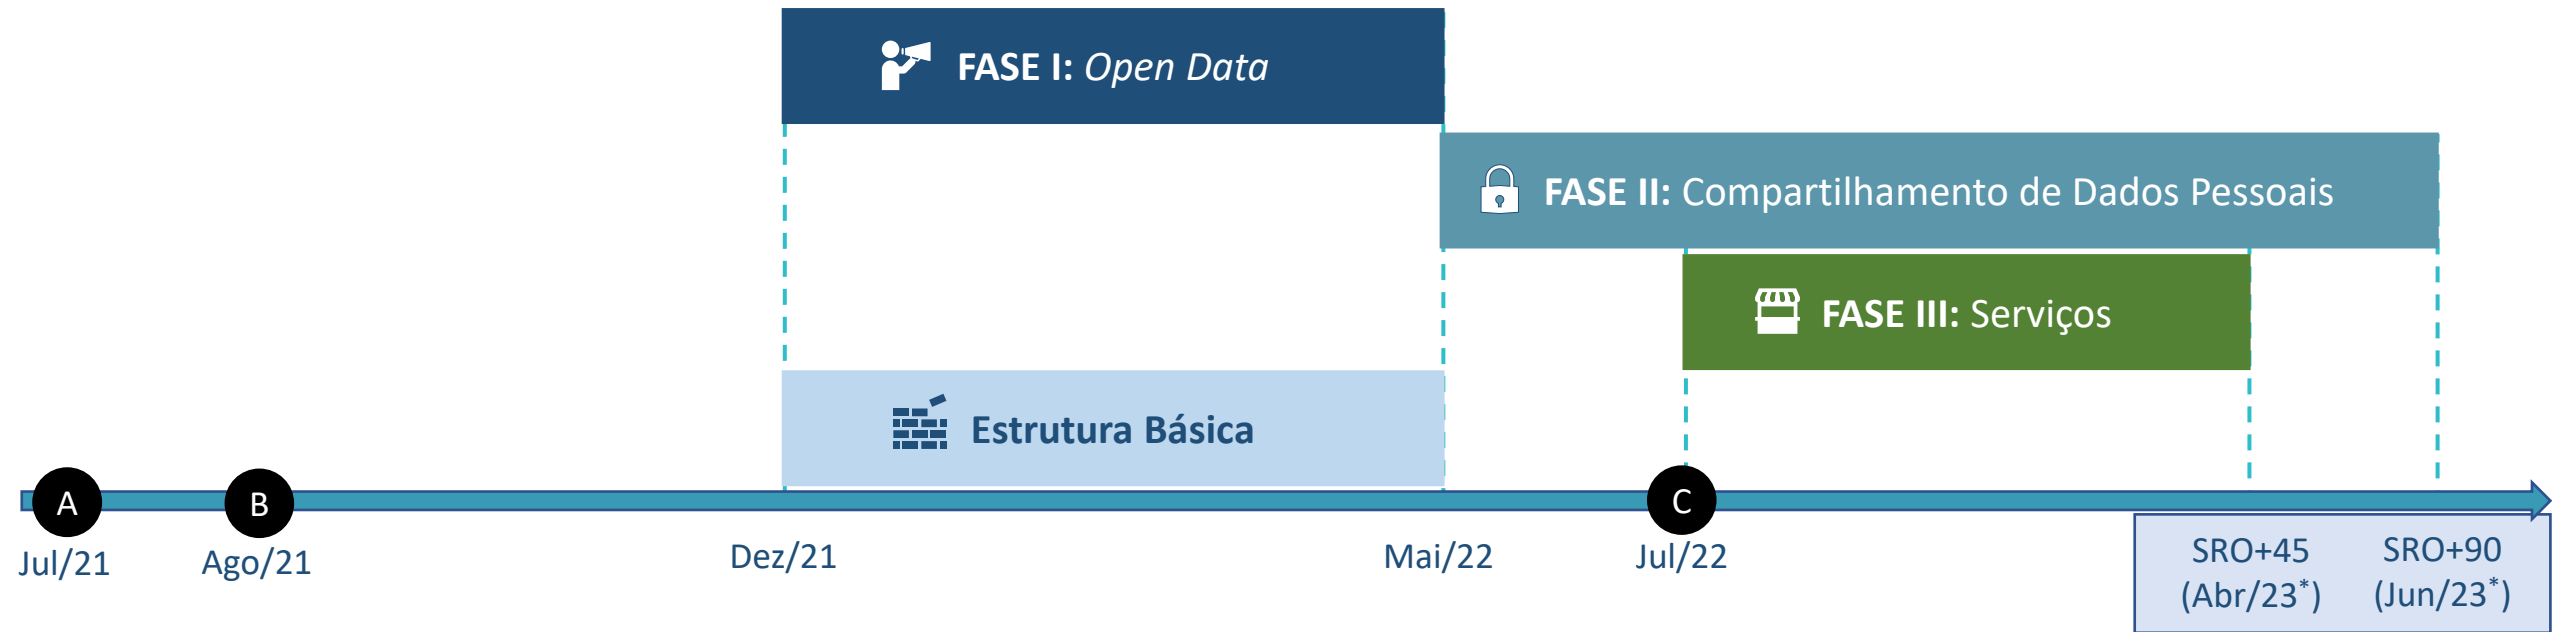 FASE I: Open Data
FASE II: Compartilhamento de Dados Pessoais
FASE III: Serviços
Estrutura Básica
A
B
C
Jul/21
Ago/21
Dez/21
Mai/22
Jul/22
SRO+45
(Abr/23*)
SRO+90
(Jun/23*)